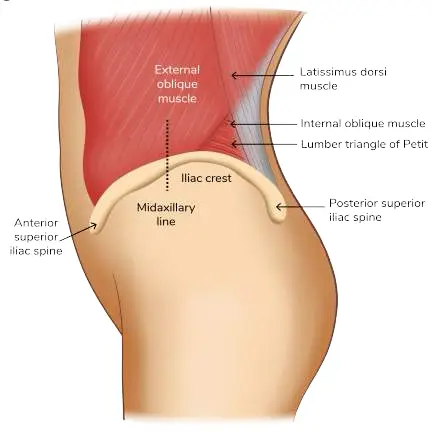 External
oblique
muscle
Latissimus dorsi
muscle
Internal oblique muscle
Lumber triangle of Petit
Iliac crest
Midaxillary
line
Posterior superior
iliac spine
Anterior
superior
iliac spine